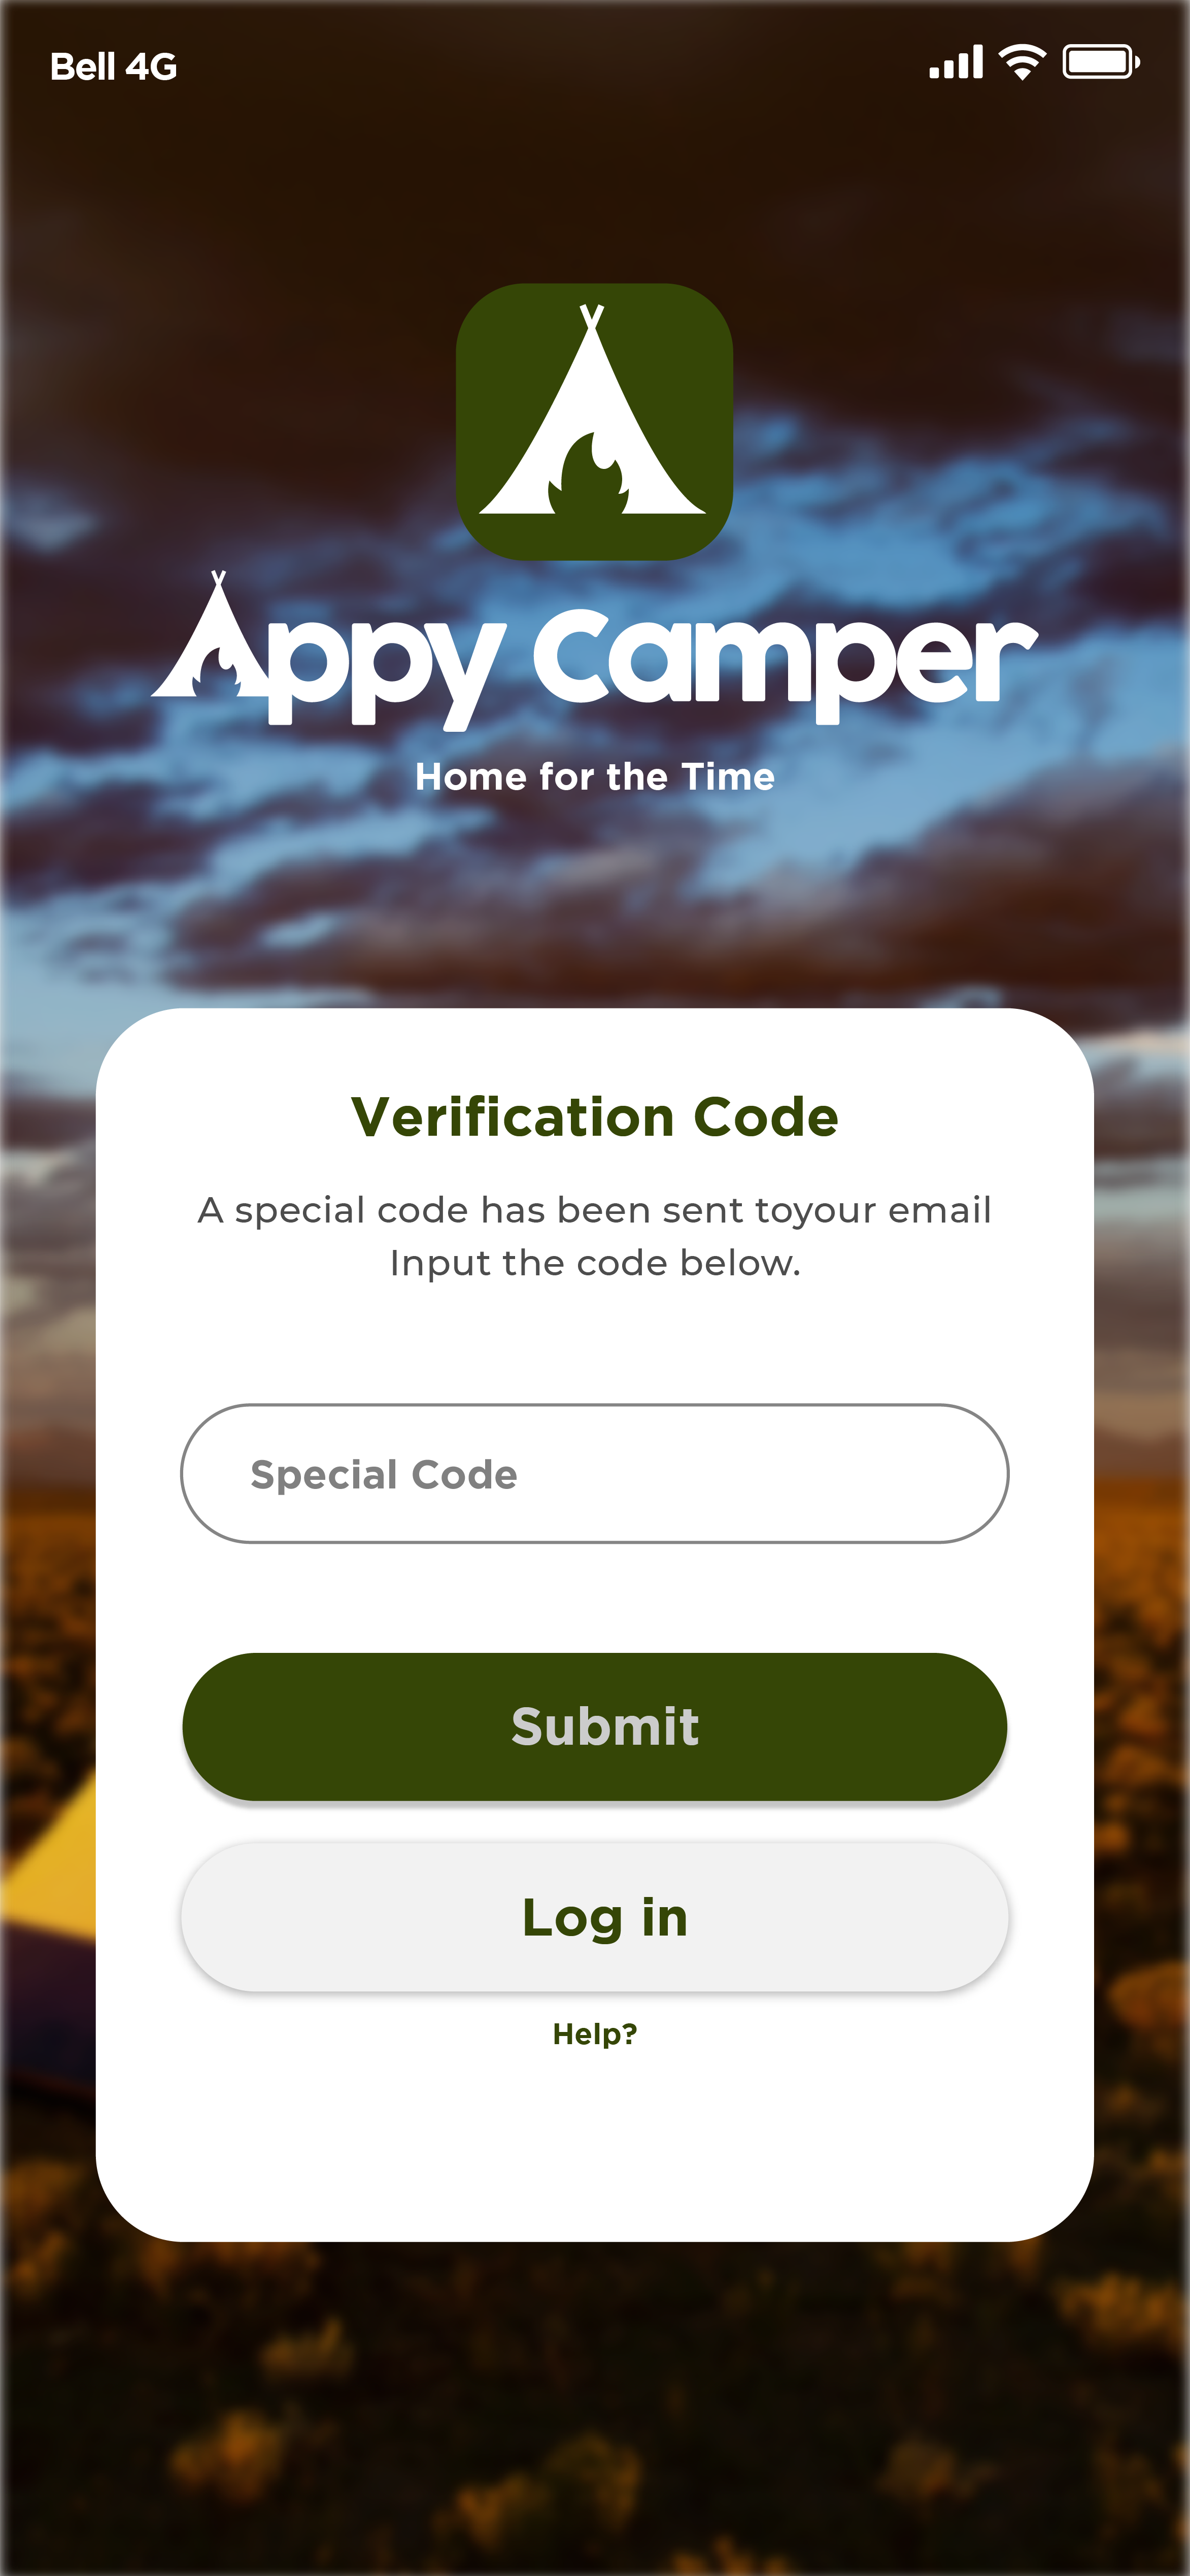 Bell 4G
Appy Camper
Home for the Time
Verification Code
A special code has been sent toyour email
Input the code below.
Special Code
Submit
Log in
Help?